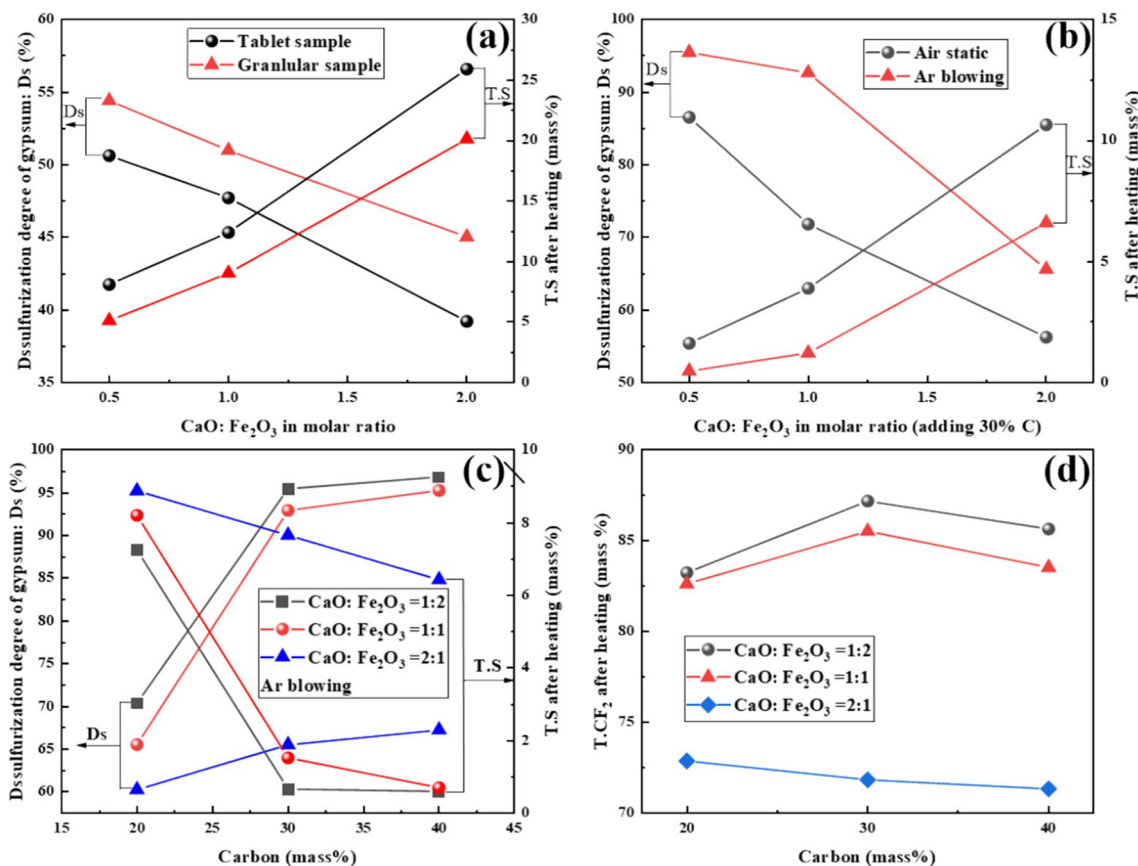 60
55
50
45
40
35
Dssulfurization degree of gypsum: Ds (%)
Tablet sample
Granlular sample
(a)
Ds
T.S
30
25
20
15
10
5
0
T.S after heating (mass%)
0.5 1.0 1.5 2.0
CaO: Fe₂O₃ in molar ratio
100
90
80
70
60
50
Dssulfurization degree of gypsum: Ds (%)
Air static
Ar blowing
(b)
Ds
T.S
15
10
5
0
T.S after heating (mass%)
0.5 1.0 1.5 2.0
CaO: Fe₂O₃ in molar ratio (adding 30% C)
100
95
90
85
80
75
70
65
60
Dssulfurization degree of gypsum: Ds (%)
(c)
CaO: Fe₂O₃ =1:2
CaO: Fe₂O₃ =1:1
CaO: Fe₂O₃ =2:1
Ar blowing
Ds
T.S
10
8
6
4
2
0
T.S after heating (mass%)
15 20 25 30 35 40 45
Carbon (mass%)
90
85
80
75
70
T.CF₂ after heating (mass %)
(d)
CaO: Fe₂O₃ =1:2
CaO: Fe₂O₃ =1:1
CaO: Fe₂O₃ =2:1
20 30 40
Carbon (mass%)